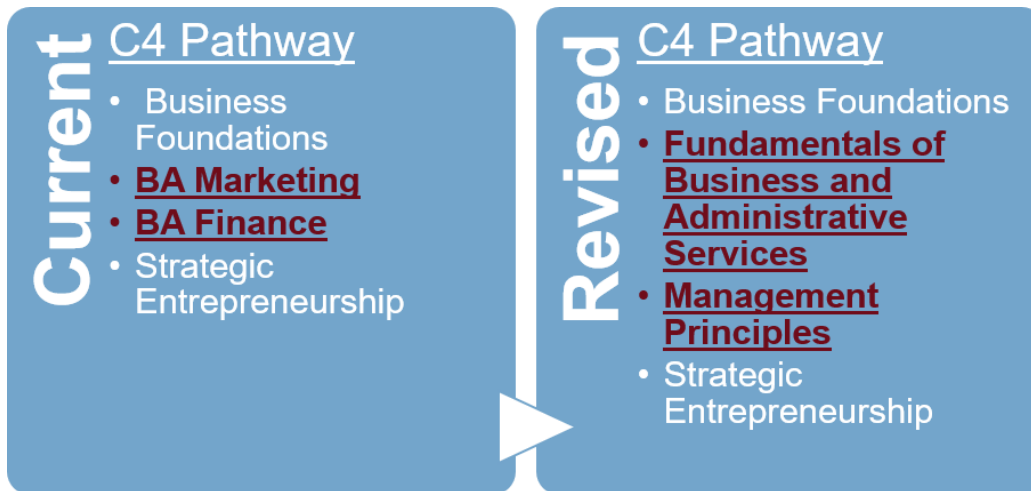 Current
C4 Pathway
• Business
Foundations
• BA Marketing
• BA Finance
• Strategic
Entrepreneurship
Revised
C4 Pathway
• Business Foundations
• Fundamentals of
Business and
Administrative
Services
• Management
Principles
• Strategic
Entrepreneurship